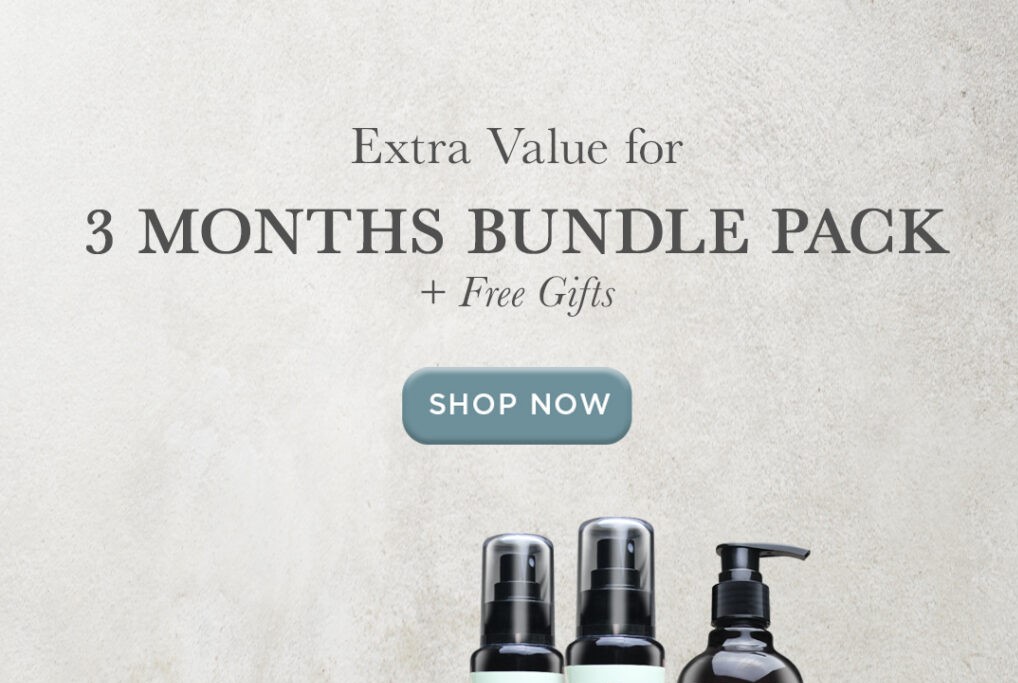 Extra Value for
3 MONTHS BUNDLE PACK
+ Free Gifts
SHOP NOW